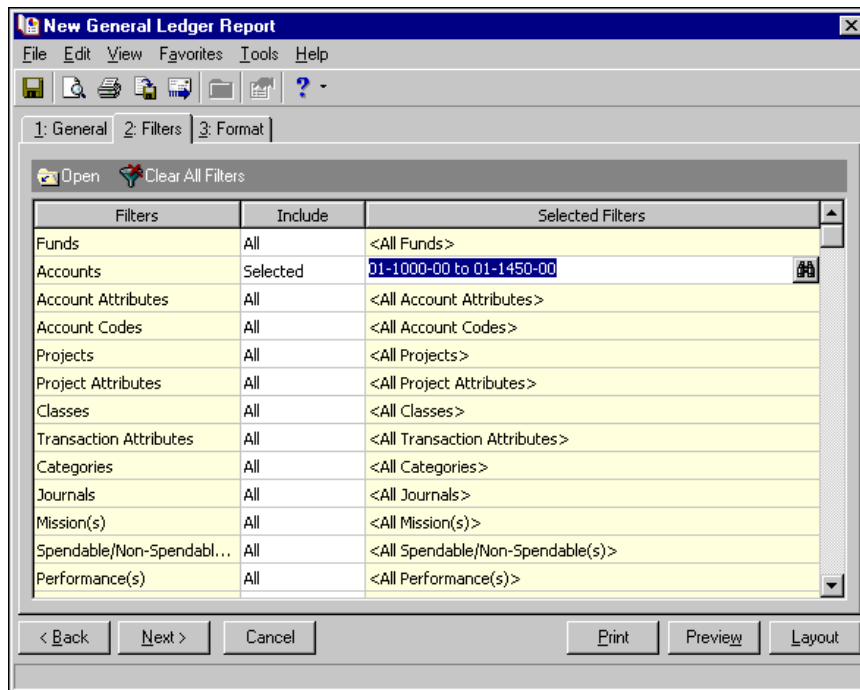 New General Ledger Report
File Edit View Favorites Tools Help
1: General 2: Filters 3: Format
Open Clear All Filters
Filters Include Selected Filters
Funds All <All Funds>
Accounts Selected 01-1000-00 to 01-1450-00
Account Attributes All <All Account Attributes>
Account Codes All <All Account Codes>
Projects All <All Projects>
Project Attributes All <All Project Attributes>
Classes All <All Classes>
Transaction Attributes All <All Transaction Attributes>
Categories All <All Categories>
Journals All <All Journals>
Mission(s) All <All Mission(s)>
Spendable/Non-Spendabl... All <All Spendable/Non-Spendable(s)>
Performance(s) All <All Performance(s)>
< Back Next > Cancel Print Preview Layout